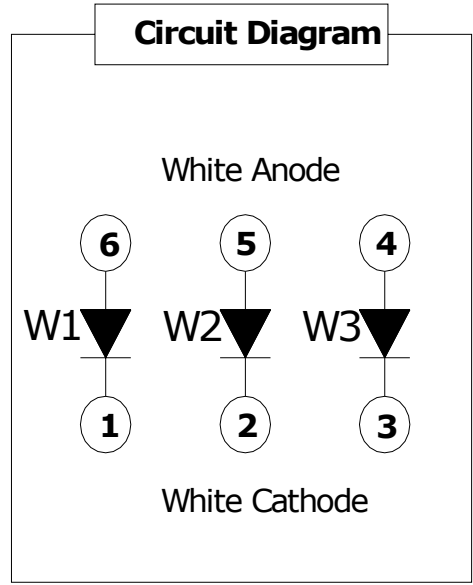 Circuit Diagram
White Anode
6 5 4
W1 W2 W3
1 2 3
White Cathode